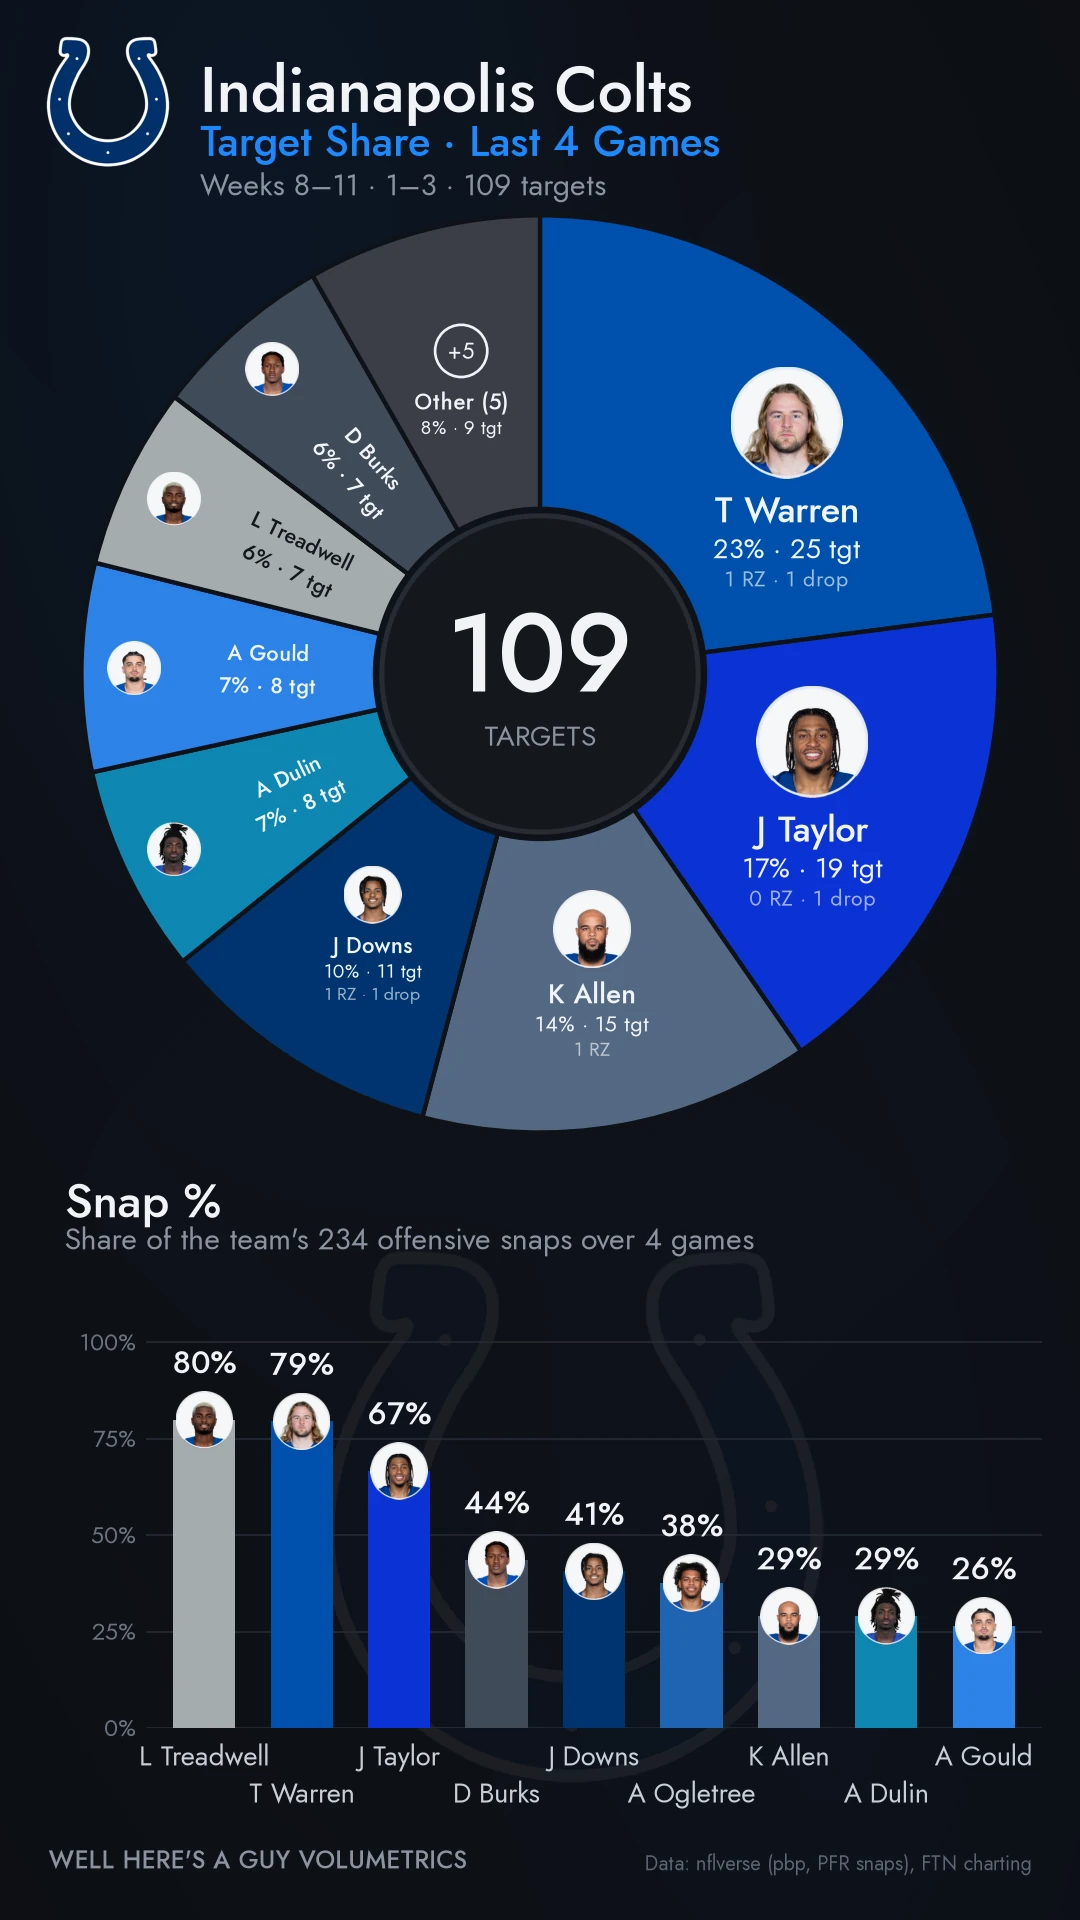 Indianapolis Colts
Target Share · Last 4 Games
Weeks 8–11 · 1–3 · 109 targets
+5
Other (5)
8% · 9 tgt
T Warren
23% · 25 tgt
1 RZ · 1 drop
D Burks
6% · 7 tgt
L Treadwell
6% · 7 tgt
A Gould
7% · 8 tgt
109
TARGETS
J Taylor
17% · 19 tgt
0 RZ · 1 drop
A Dulin
7% · 8 tgt
J Downs
10% · 11 tgt
1 RZ · 1 drop
K Allen
14% · 15 tgt
1 RZ
Snap %
Share of the team's 234 offensive snaps over 4 games
100%
75%
50%
25%
0%
80%
79%
67%
44%
41%
38%
29%
29%
26%
L Treadwell
T Warren
J Taylor
D Burks
J Downs
A Ogletree
K Allen
A Dulin
A Gould
WELL HERE'S A GUY VOLUMETRICS
Data: nflverse (pbp, PFR snaps), FTN charting